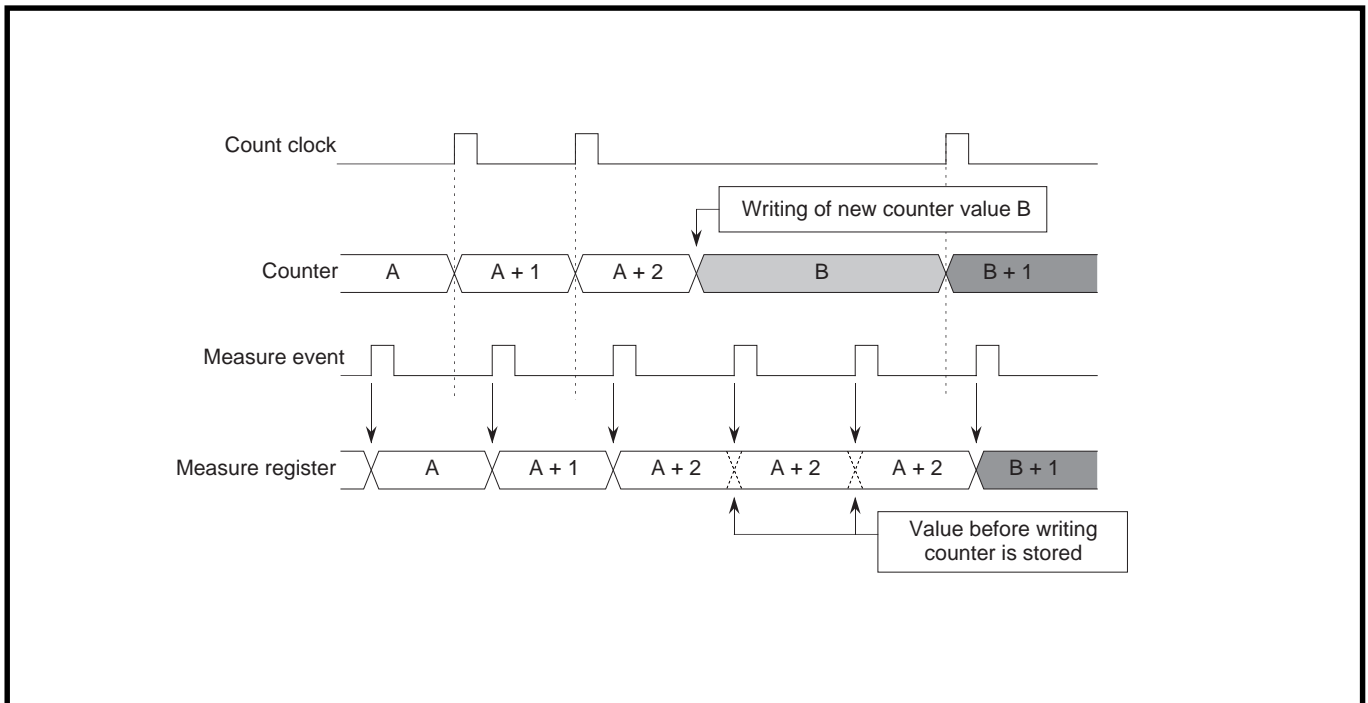 Count clock
Writing of new counter value B
Counter A A + 1 A + 2 B B + 1
Measure event
Measure register A A + 1 A + 2 A + 2 A + 2 B + 1
Value before writing
counter is stored